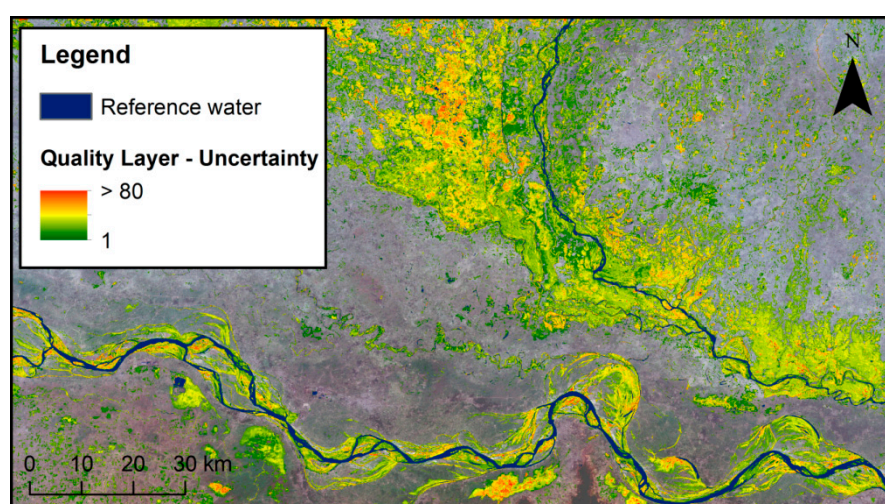 Legend
Reference water
Quality Layer - Uncertainty
> 80
1
N
0 10 20 30 km